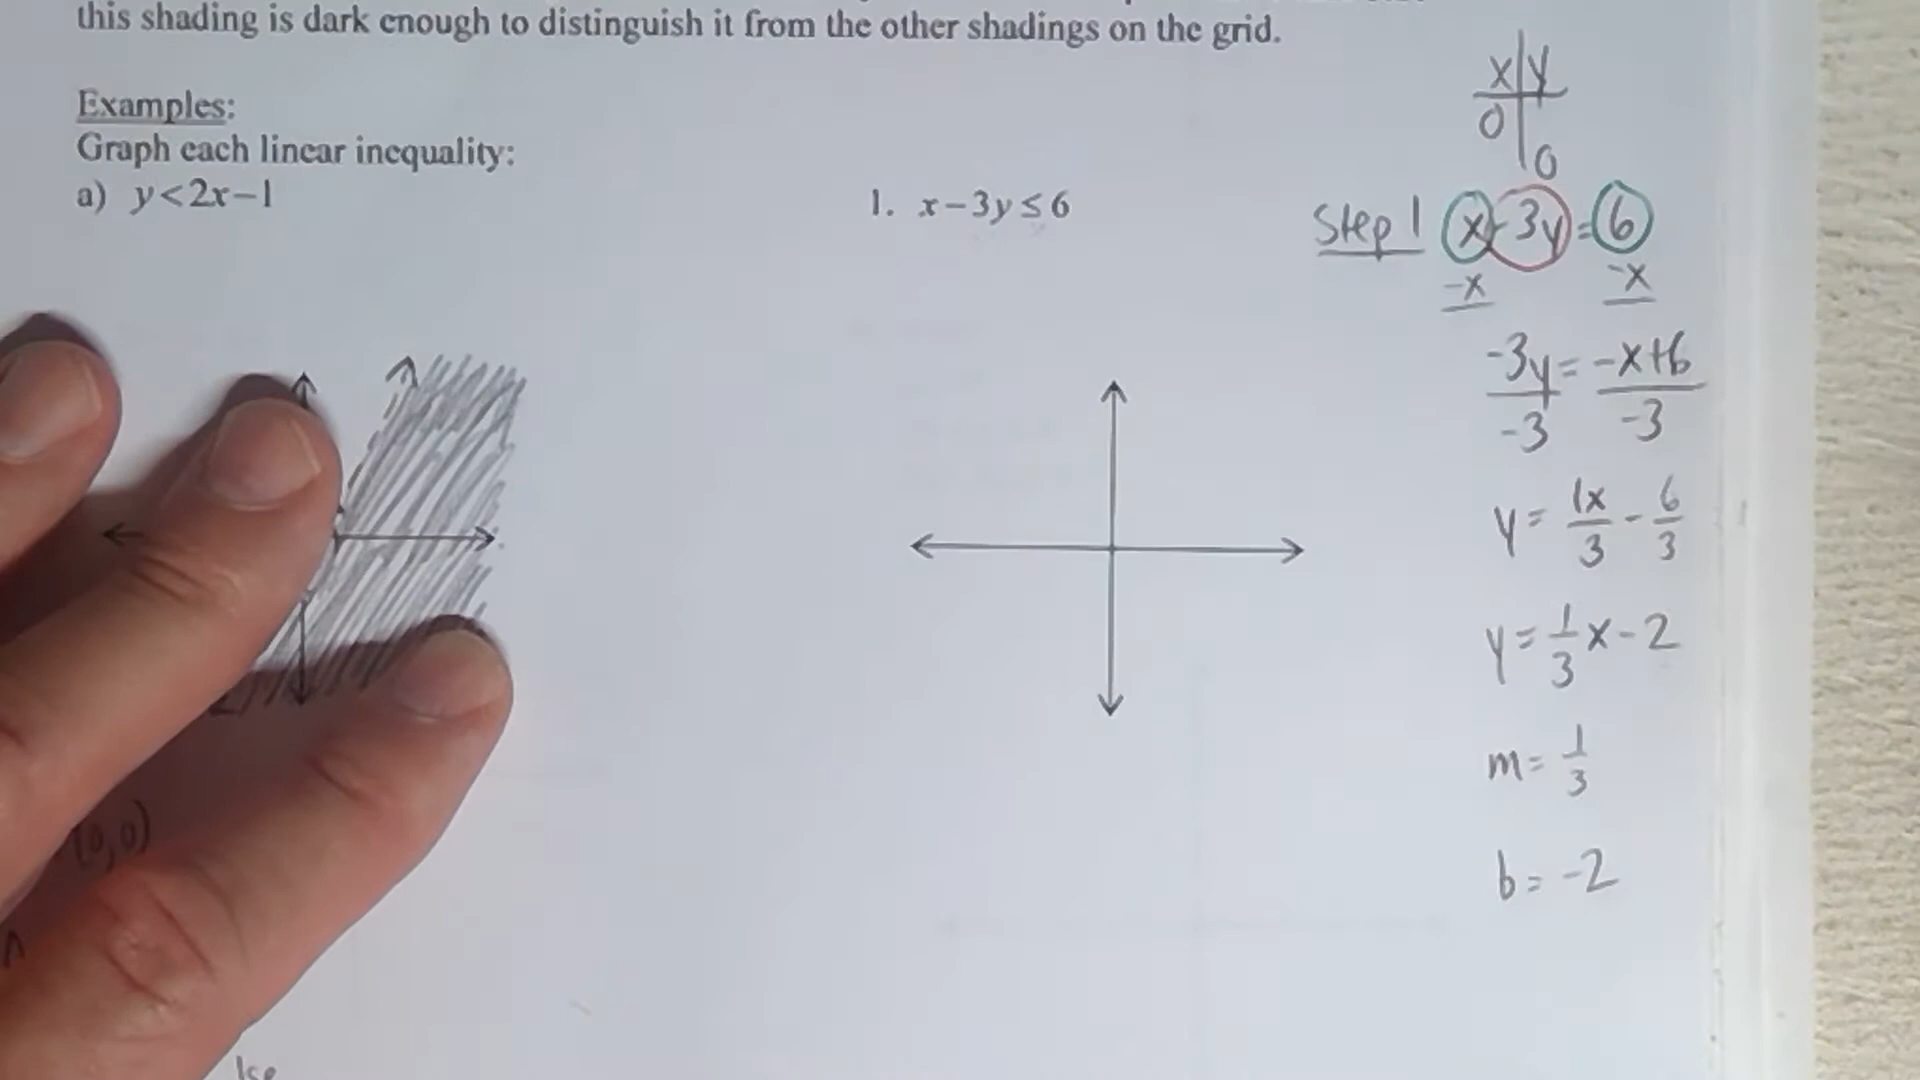 this shading is dark enough to distinguish it from the other shadings on the grid.
Examples:
Graph each linear inequality:
a) y<2x-1
1. x-3y≤6
x|y
0|
|0
Step 1 x-3y=6
-x -x
-3y = -x+6
-3 -3
y = 1x/3 - 6/3
y = 1/3 x - 2
m = 1/3
b = -2
(0,0)